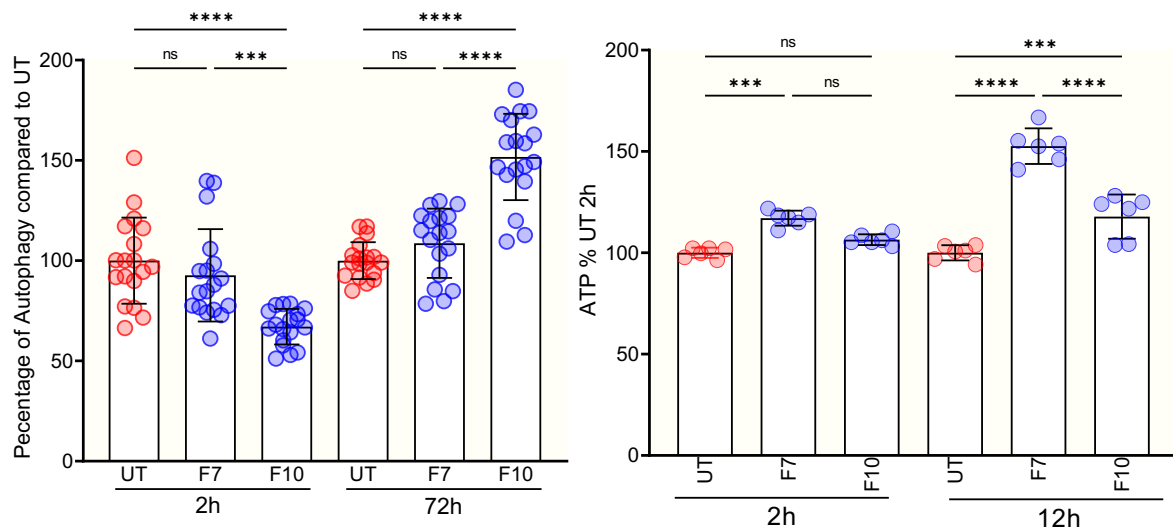 Pecentage of Autophagy compared to UT
**** ****
ns *** ns ****
200
150
100
50
0
UT F7 F10 UT F7 F10
2h 72h
ATP % UT 2h
ns ***
*** ns **** ****
200
150
100
50
0
UT F7 F10 UT F7 F10
2h 12h